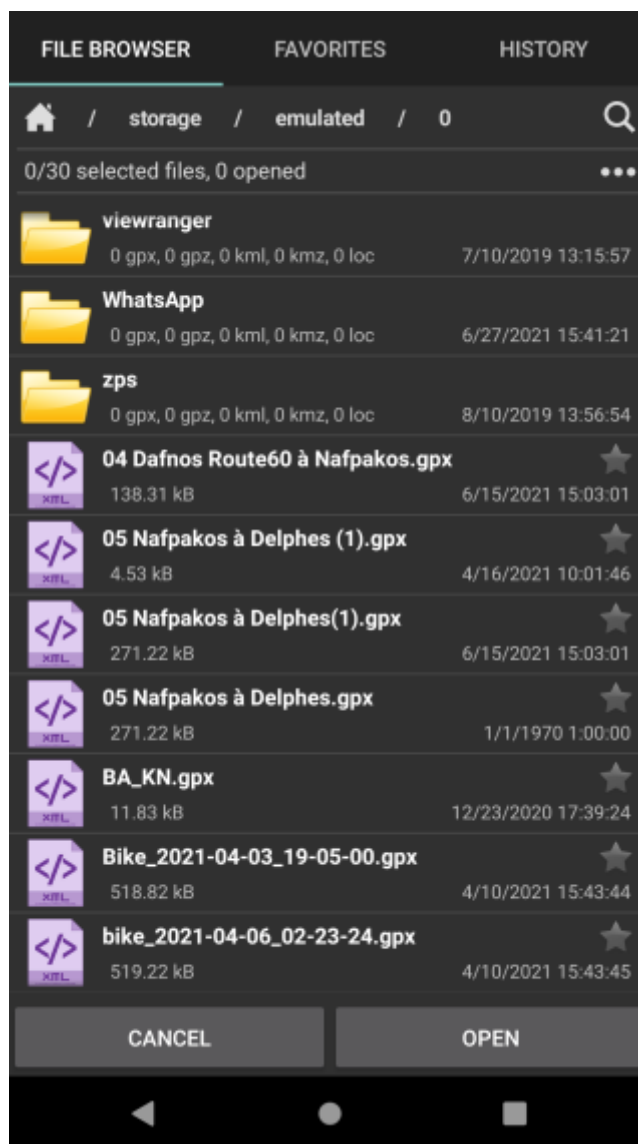 FILE BROWSER FAVORITES HISTORY
/ storage / emulated / 0
0/30 selected files, 0 opened
viewranger
0 gpx, 0 gpz, 0 kml, 0 kmz, 0 loc 7/10/2019 13:15:57
WhatsApp
0 gpx, 0 gpz, 0 kml, 0 kmz, 0 loc 6/27/2021 15:41:21
zps
0 gpx, 0 gpz, 0 kml, 0 kmz, 0 loc 8/10/2019 13:56:54
04 Dafnos Route60 à Nafpakos.gpx
XML 138.31 kB 6/15/2021 15:03:01
05 Nafpakos à Delphes (1).gpx
XML 4.53 kB 4/16/2021 10:01:46
05 Nafpakos à Delphes(1).gpx
XML 271.22 kB 6/15/2021 15:03:01
05 Nafpakos à Delphes.gpx
XML 271.22 kB 1/1/1970 1:00:00
BA_KN.gpx
XML 11.83 kB 12/23/2020 17:39:24
Bike_2021-04-03_19-05-00.gpx
XML 518.82 kB 4/10/2021 15:43:44
bike_2021-04-06_02-23-24.gpx
XML 519.22 kB 4/10/2021 15:43:45
CANCEL OPEN